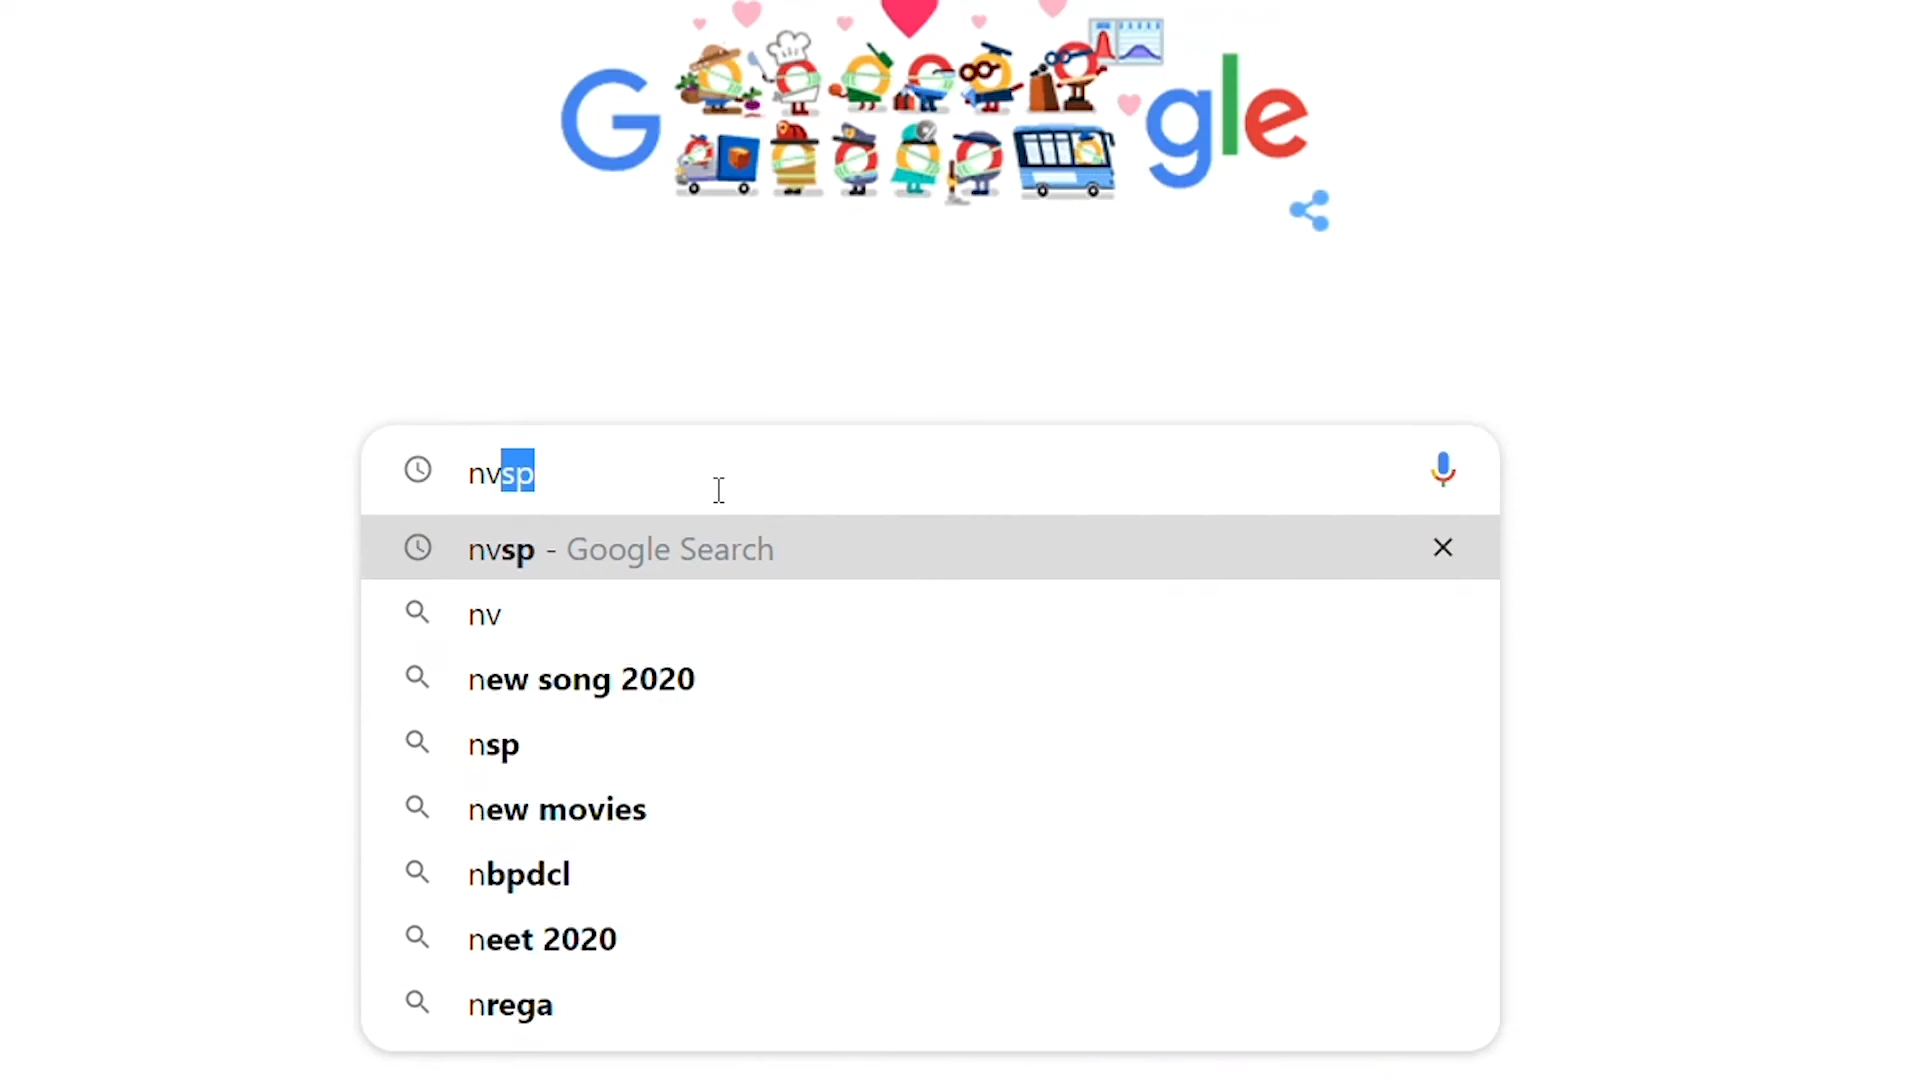 Google
nvsp
nvsp - Google Search
nv
new song 2020
nsp
new movies
nbpdcl
neet 2020
nrega